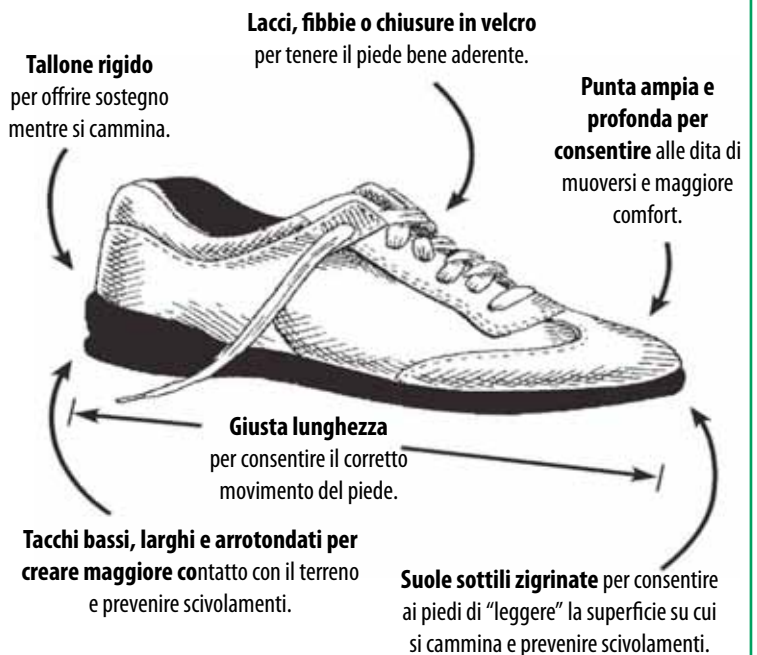 Lacci, fibbie o chiusure in velcro
per tenere il piede bene aderente.
Tallone rigido
per offrire sostegno
mentre si cammina.
Punta ampia e
profonda per
consentire alle dita di
muoversi e maggiore
comfort.
Giusta lunghezza
per consentire il corretto
movimento del piede.
Tacchi bassi, larghi e arrotondati per
creare maggiore contatto con il terreno
e prevenire scivolamenti.
Suole sottili zigrinate per consentire
ai piedi di “leggere” la superficie su cui
si cammina e prevenire scivolamenti.